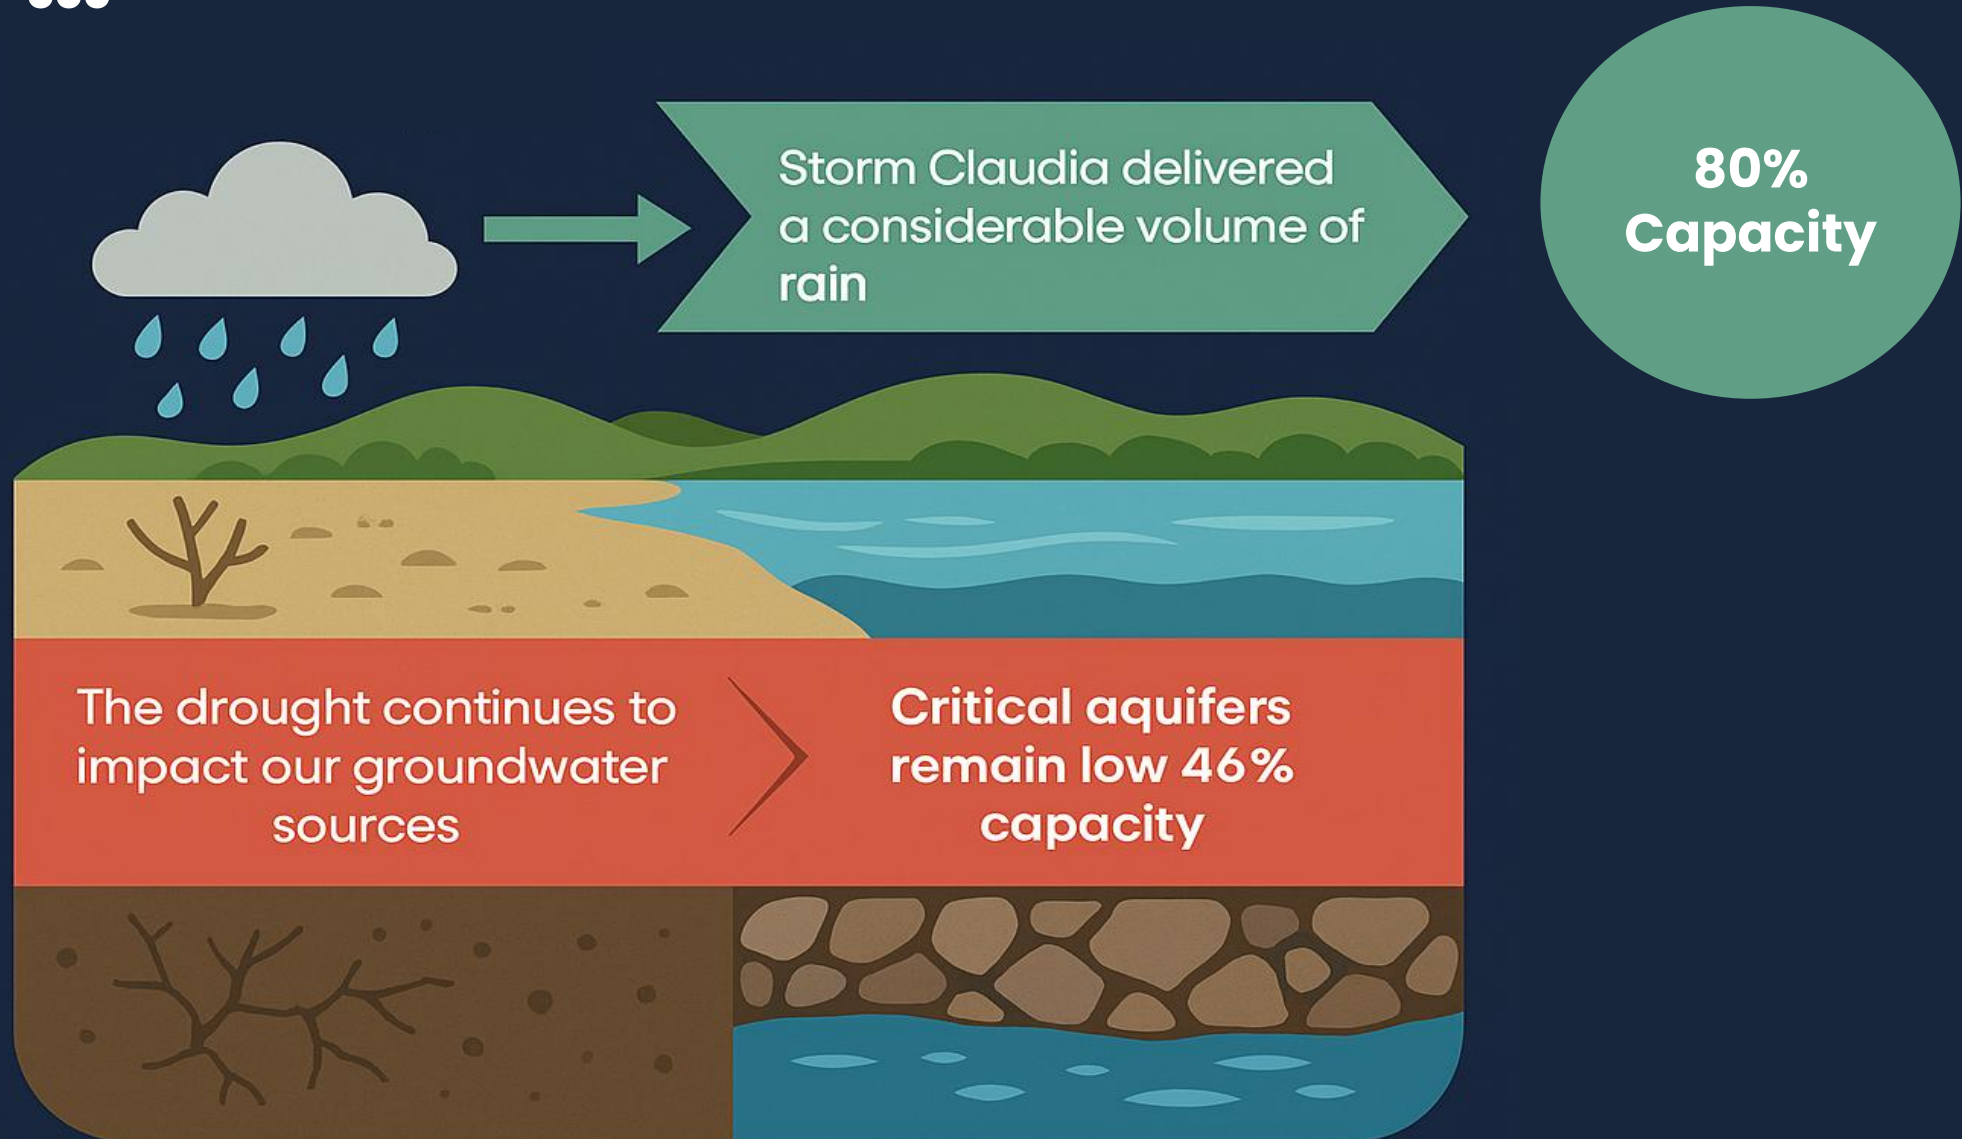 Storm Claudia delivered
a considerable volume of
rain
80%
Capacity
The drought continues to
impact our groundwater
sources
Critical aquifers
remain low 46%
capacity